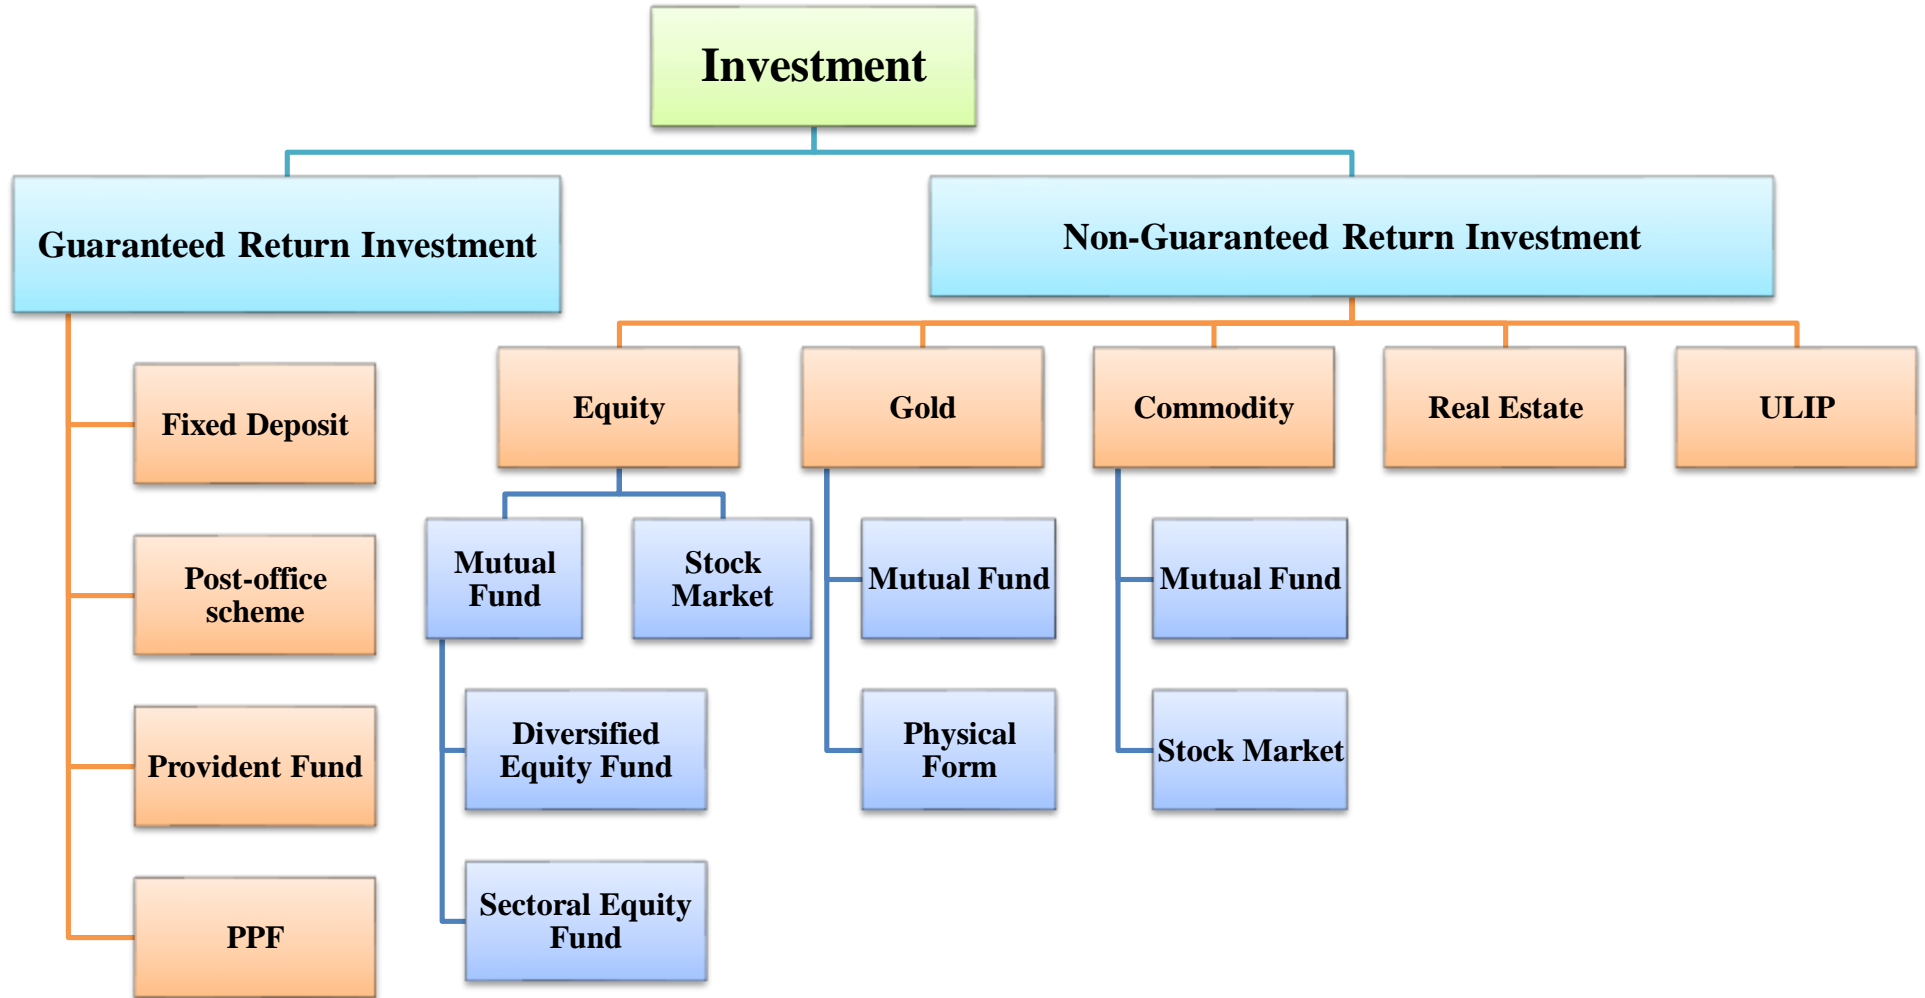 Investment
Guaranteed Return Investment
Non-Guaranteed Return Investment
Fixed Deposit
Post-office
scheme
Provident Fund
PPF
Equity
Gold
Commodity
Real Estate
ULIP
Mutual
Fund
Stock
Market
Diversified
Equity Fund
Sectoral Equity
Fund
Mutual Fund
Physical
Form
Mutual Fund
Stock Market